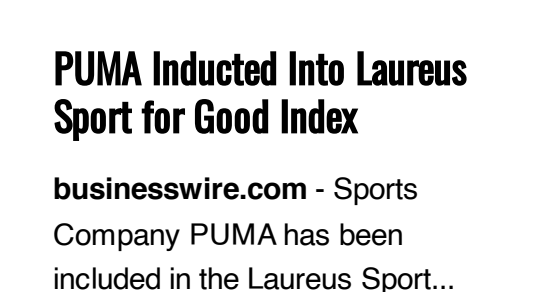 PUMA Inducted Into Laureus
Sport for Good Index
businesswire.com - Sports
Company PUMA has been
included in the Laureus Sport...